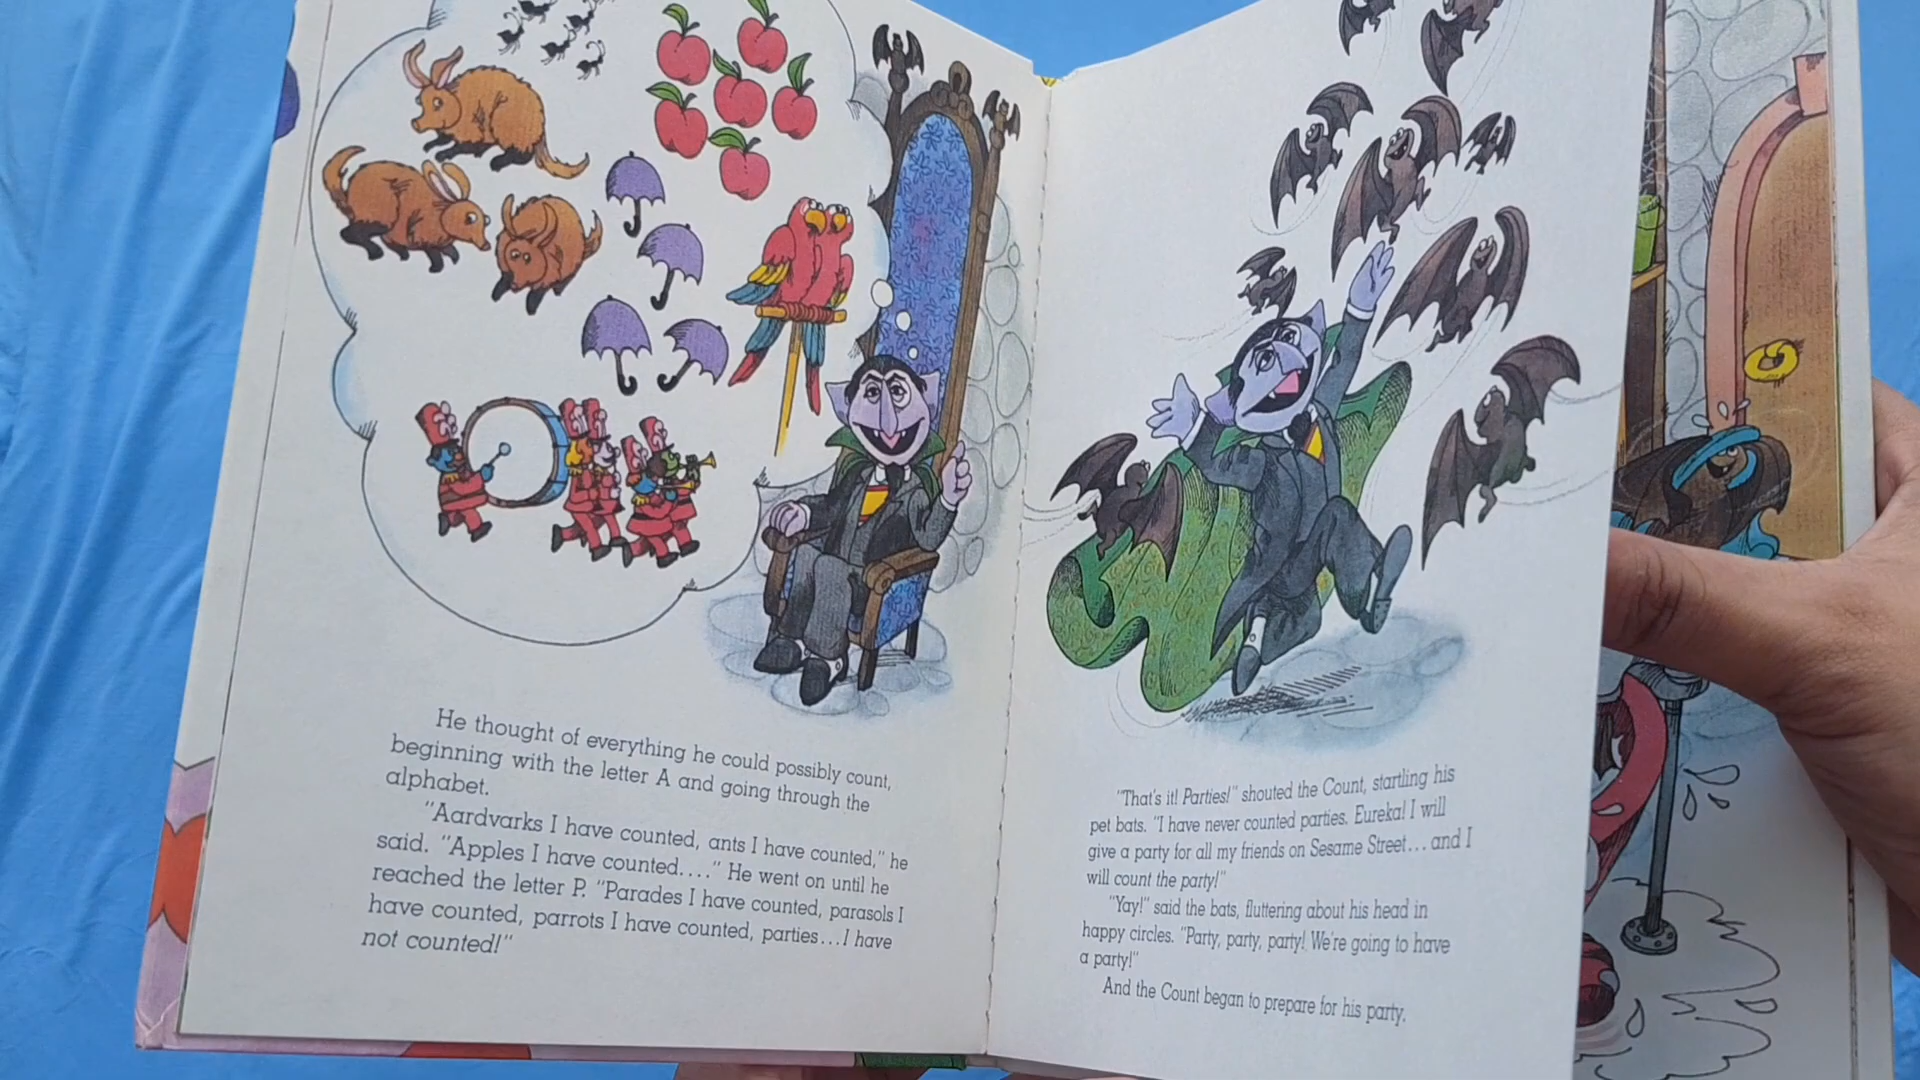 He thought of everything he could possibly count,
beginning with the letter A and going through the
alphabet.
"Aardvarks I have counted, ants I have counted," he
said. "Apples I have counted...." He went on until he
reached the letter P. "Parades I have counted, parasols I
have counted, parrots I have counted, parties...I have
not counted!"
"That's it! Parties!" shouted the Count, startling his
pet bats. "I have never counted parties. Eureka! I will
give a party for all my friends on Sesame Street...and I
will count the party!"
"Yay!" said the bats, fluttering about his head in
happy circles. "Party, party, party! We're going to have
a party!"
And the Count began to prepare for his party.